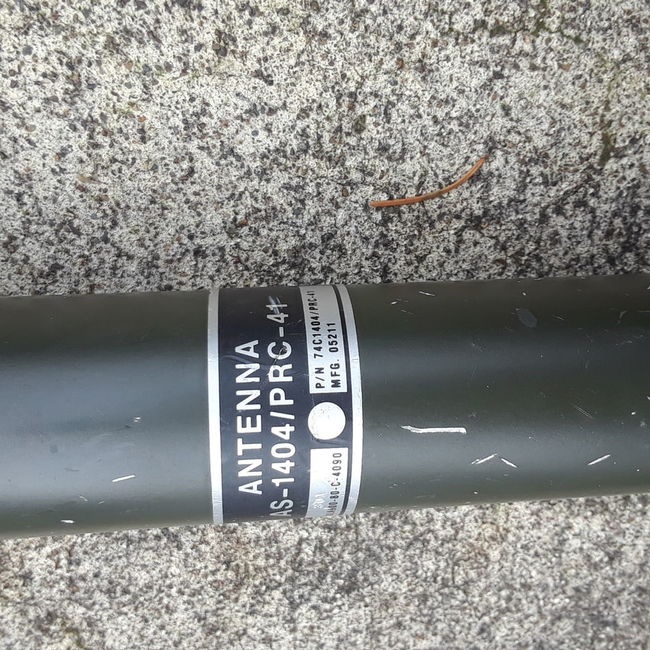 ANTENNA
AS-1404/PRC-41
P/N 74C1404/PRC-41
MFG. 05211
-80-C-4090